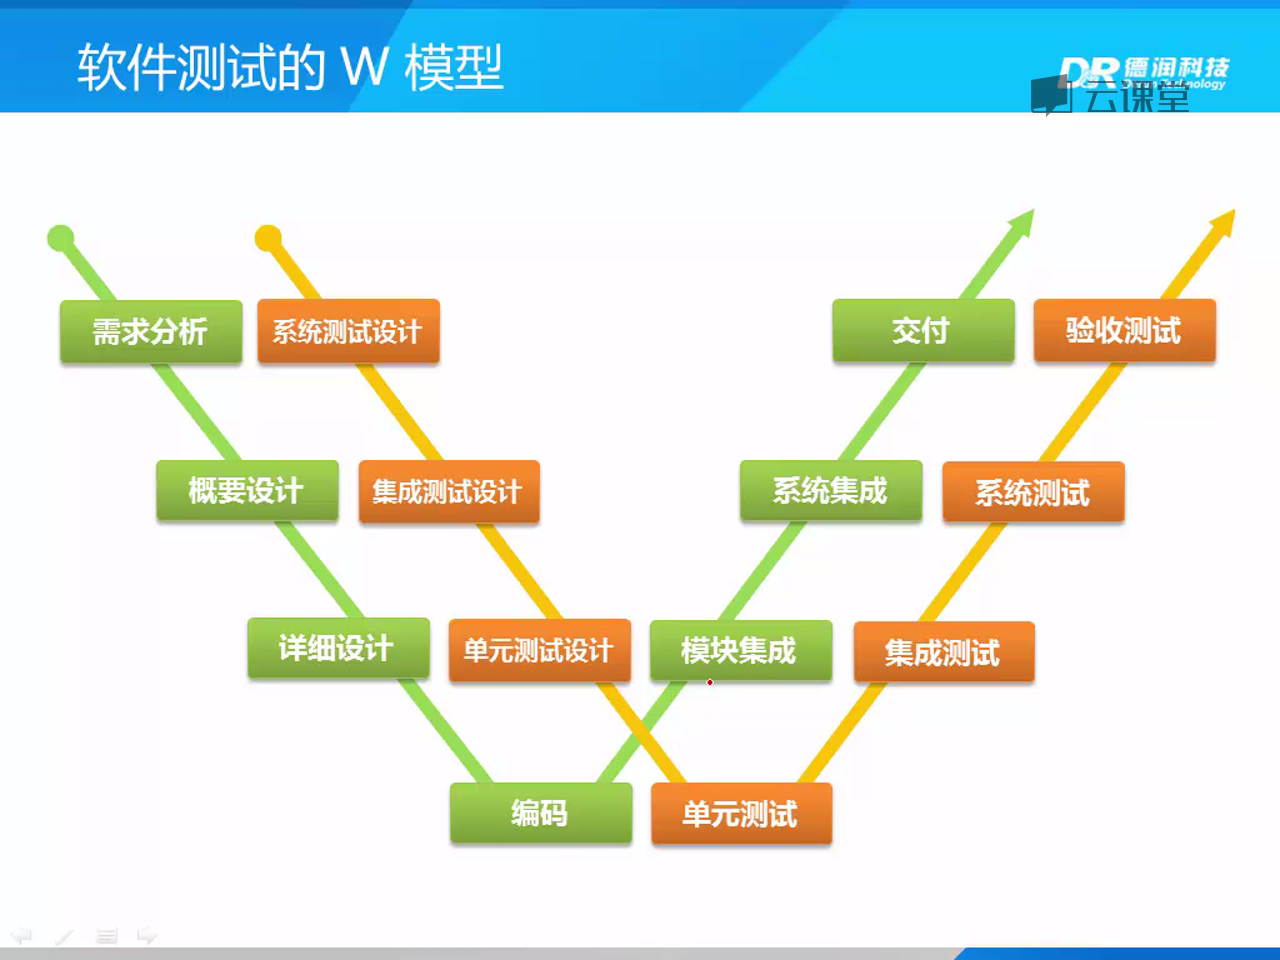 软件测试的 W 模型
DR 德润科技
云课堂
需求分析
系统测试设计
交付
验收测试
概要设计
集成测试设计
系统集成
系统测试
详细设计
单元测试设计
模块集成
集成测试
编码
单元测试